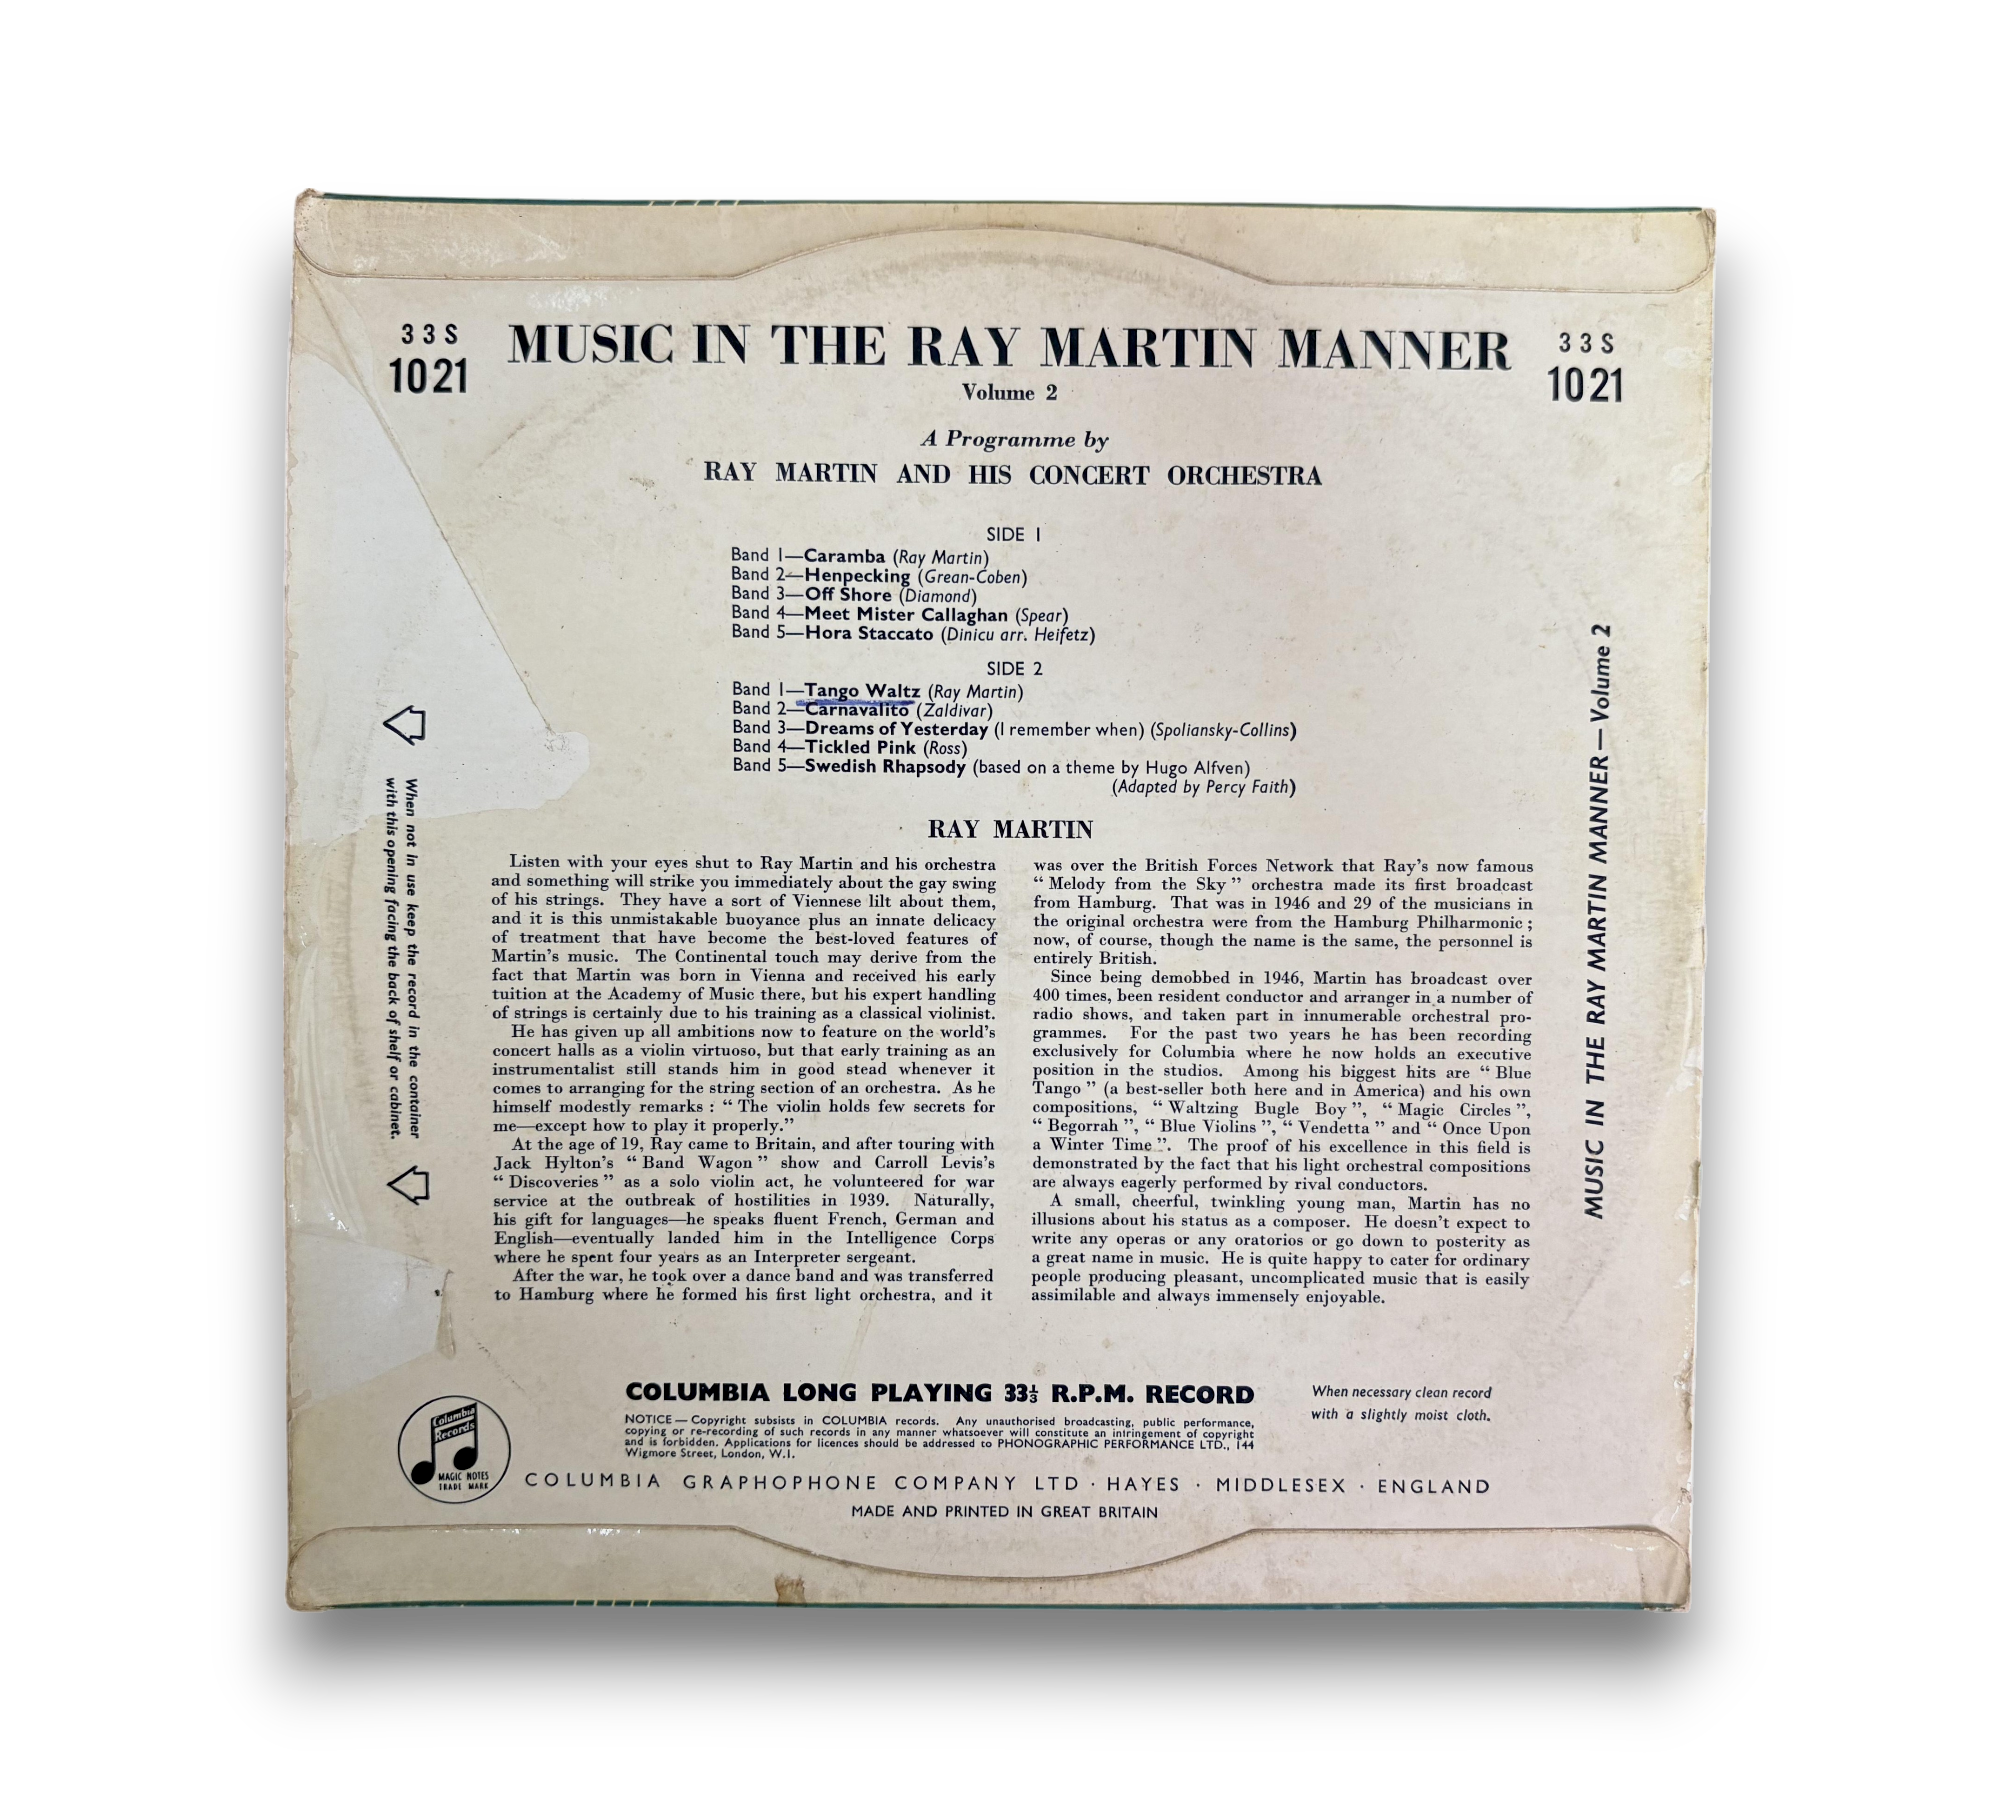 33S
1021
MUSIC IN THE RAY MARTIN MANNER
33S
1021
Volume 2
A Programme by
RAY MARTIN AND HIS CONCERT ORCHESTRA
SIDE 1
Band 1—Caramba (Ray Martin)
Band 2—Henpecking (Grean-Coben)
Band 3—Off Shore (Diamond)
Band 4—Meet Mister Callaghan (Spear)
Band 5—Hora Staccato (Dinicu arr. Heifetz)
SIDE 2
Band 1—Tango Waltz (Ray Martin)
Band 2—Carnavalito (Zaldivar)
Band 3—Dreams of Yesterday (I remember when) (Spoliansky-Collins)
Band 4—Tickled Pink (Ross)
Band 5—Swedish Rhapsody (based on a theme by Hugo Alfven)
(Adapted by Percy Faith)
RAY MARTIN
Listen with your eyes shut to Ray Martin and his orchestra
and something will strike you immediately about the gay swing
of his strings. They have a sort of Viennese lilt about them,
and it is this unmistakable buoyance plus an innate delicacy
of treatment that have become the best-loved features of
Martin's music. The Continental touch may derive from the
fact that Martin was born in Vienna and received his early
tuition at the Academy of Music there, but his expert handling
of strings is certainly due to his training as a classical violinist.
He has given up all ambitions now to feature on the world's
concert halls as a violin virtuoso, but that early training as an
instrumentalist still stands him in good stead whenever it
comes to arranging for the string section of an orchestra. As he
himself modestly remarks : “ The violin holds few secrets for
me—except how to play it properly.”
At the age of 19, Ray came to Britain, and after touring with
Jack Hylton's “ Band Wagon ” show and Carroll Levis's
“ Discoveries ” as a solo violin act, he volunteered for war
service at the outbreak of hostilities in 1939. Naturally,
his gift for languages—he speaks fluent French, German and
English—eventually landed him in the Intelligence Corps
where he spent four years as an Interpreter sergeant.
After the war, he took over a dance band and was transferred
to Hamburg where he formed his first light orchestra, and it
was over the British Forces Network that Ray's now famous
“ Melody from the Sky ” orchestra made its first broadcast
from Hamburg. That was in 1946 and 29 of the musicians in
the original orchestra were from the Hamburg Philharmonic ;
now, of course, though the name is the same, the personnel is
entirely British.
Since being demobbed in 1946, Martin has broadcast over
400 times, been resident conductor and arranger in a number of
radio shows, and taken part in innumerable orchestral pro-
grammes. For the past two years he has been recording
exclusively for Columbia where he now holds an executive
position in the studios. Among his biggest hits are “ Blue
Tango ” (a best-seller both here and in America) and his own
compositions, “ Waltzing Bugle Boy ”, “ Magic Circles ”,
“ Begorrah ”, “ Blue Violins ”, “ Vendetta ” and “ Once Upon
a Winter Time ”. The proof of his excellence in this field is
demonstrated by the fact that his light orchestral compositions
are always eagerly performed by rival conductors.
A small, cheerful, twinkling young man, Martin has no
illusions about his status as a composer. He doesn't expect to
write any operas or any oratorios or go down to posterity as
a great name in music. He is quite happy to cater for ordinary
people producing pleasant, uncomplicated music that is easily
assimilable and always immensely enjoyable.
When not in use keep the record in the container
with this opening facing the back of shelf or cabinet.
MUSIC IN THE RAY MARTIN MANNER—Volume 2
COLUMBIA LONG PLAYING 33⅓ R.P.M. RECORD
NOTICE — Copyright subsists in COLUMBIA records. Any unauthorised broadcasting, public performance,
copying or re-recording of such records in any manner whatsoever will constitute an infringement of copyright
and is forbidden. Applications for licences should be addressed to PHONOGRAPHIC PERFORMANCE LTD., 144
Wigmore Street, London, W.1.
When necessary clean record
with a slightly moist cloth.
Columbia
Records
MAGIC NOTES
TRADE MARK
COLUMBIA GRAPHOPHONE COMPANY LTD · HAYES · MIDDLESEX · ENGLAND
MADE AND PRINTED IN GREAT BRITAIN